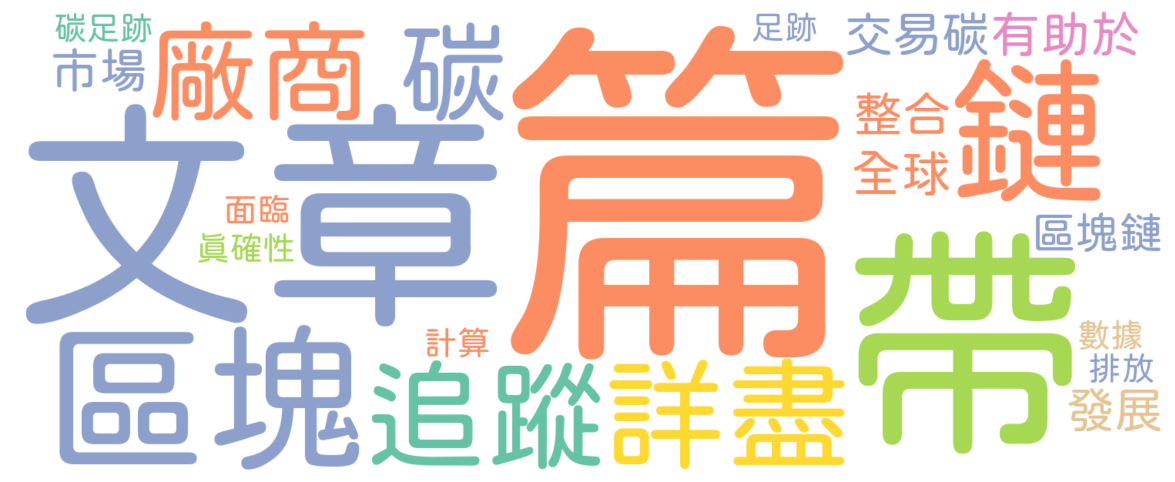 碳足跡
市場
廠商
碳
篇
足跡
交易碳
有助於
整合
鏈
全球
文章
面臨
眞確性
帶
區塊鏈
區塊
計算
追蹤
詳盡
數據
排放
發展